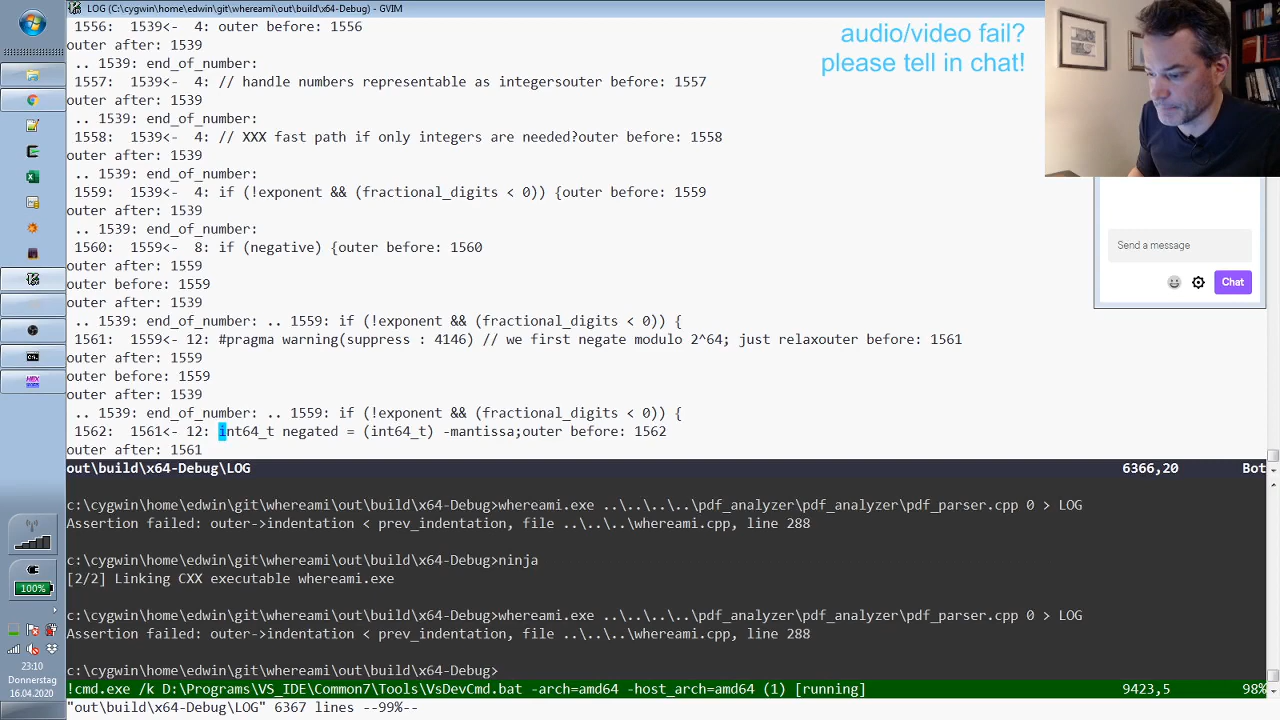 LOG (C:\cygwin\home\edwin\git\whereami\out\build\x64-Debug) - GVIM
1556:  1539<-  4: outer before: 1556
outer after: 1539
.. 1539: end_of_number:
1557:  1539<-  4: // handle numbers representable as integersouter before: 1557
outer after: 1539
.. 1539: end_of_number:
1558:  1539<-  4: // XXX fast path if only integers are needed?outer before: 1558
outer after: 1539
.. 1539: end_of_number:
1559:  1539<-  4: if (!exponent && (fractional_digits < 0)) {outer before: 1559
outer after: 1539
.. 1539: end_of_number:
1560:  1559<-  8: if (negative) {outer before: 1560
outer after: 1559
outer before: 1559
outer after: 1539
.. 1539: end_of_number: .. 1559: if (!exponent && (fractional_digits < 0)) {
1561:  1559<- 12: #pragma warning(suppress : 4146) // we first negate modulo 2^64; just relaxouter before: 1561
outer after: 1559
outer before: 1559
outer after: 1539
.. 1539: end_of_number: .. 1559: if (!exponent && (fractional_digits < 0)) {
1562:  1561<- 12: int64_t negated = (int64_t) -mantissa;outer before: 1562
outer after: 1561
out\build\x64-Debug\LOG 6366,20 Bot
c:\cygwin\home\edwin\git\whereami\out\build\x64-Debug>whereami.exe ..\..\..\..\pdf_analyzer\pdf_analyzer\pdf_parser.cpp 0 > LOG
Assertion failed: outer->indentation < prev_indentation, file ..\..\..\whereami.cpp, line 288
c:\cygwin\home\edwin\git\whereami\out\build\x64-Debug>ninja
[2/2] Linking CXX executable whereami.exe
c:\cygwin\home\edwin\git\whereami\out\build\x64-Debug>whereami.exe ..\..\..\..\pdf_analyzer\pdf_analyzer\pdf_parser.cpp 0 > LOG
Assertion failed: outer->indentation < prev_indentation, file ..\..\..\whereami.cpp, line 288
c:\cygwin\home\edwin\git\whereami\out\build\x64-Debug>
!cmd.exe /k D:\Programs\VS_IDE\Common7\Tools\VsDevCmd.bat -arch=amd64 -host_arch=amd64 (1) [running] 9423,5 98%
"out\build\x64-Debug\LOG" 6367 lines --99%--
audio/video fail?
please tell in chat!
Send a message
Chat
100%
23:10
Donnerstag
16.04.2020